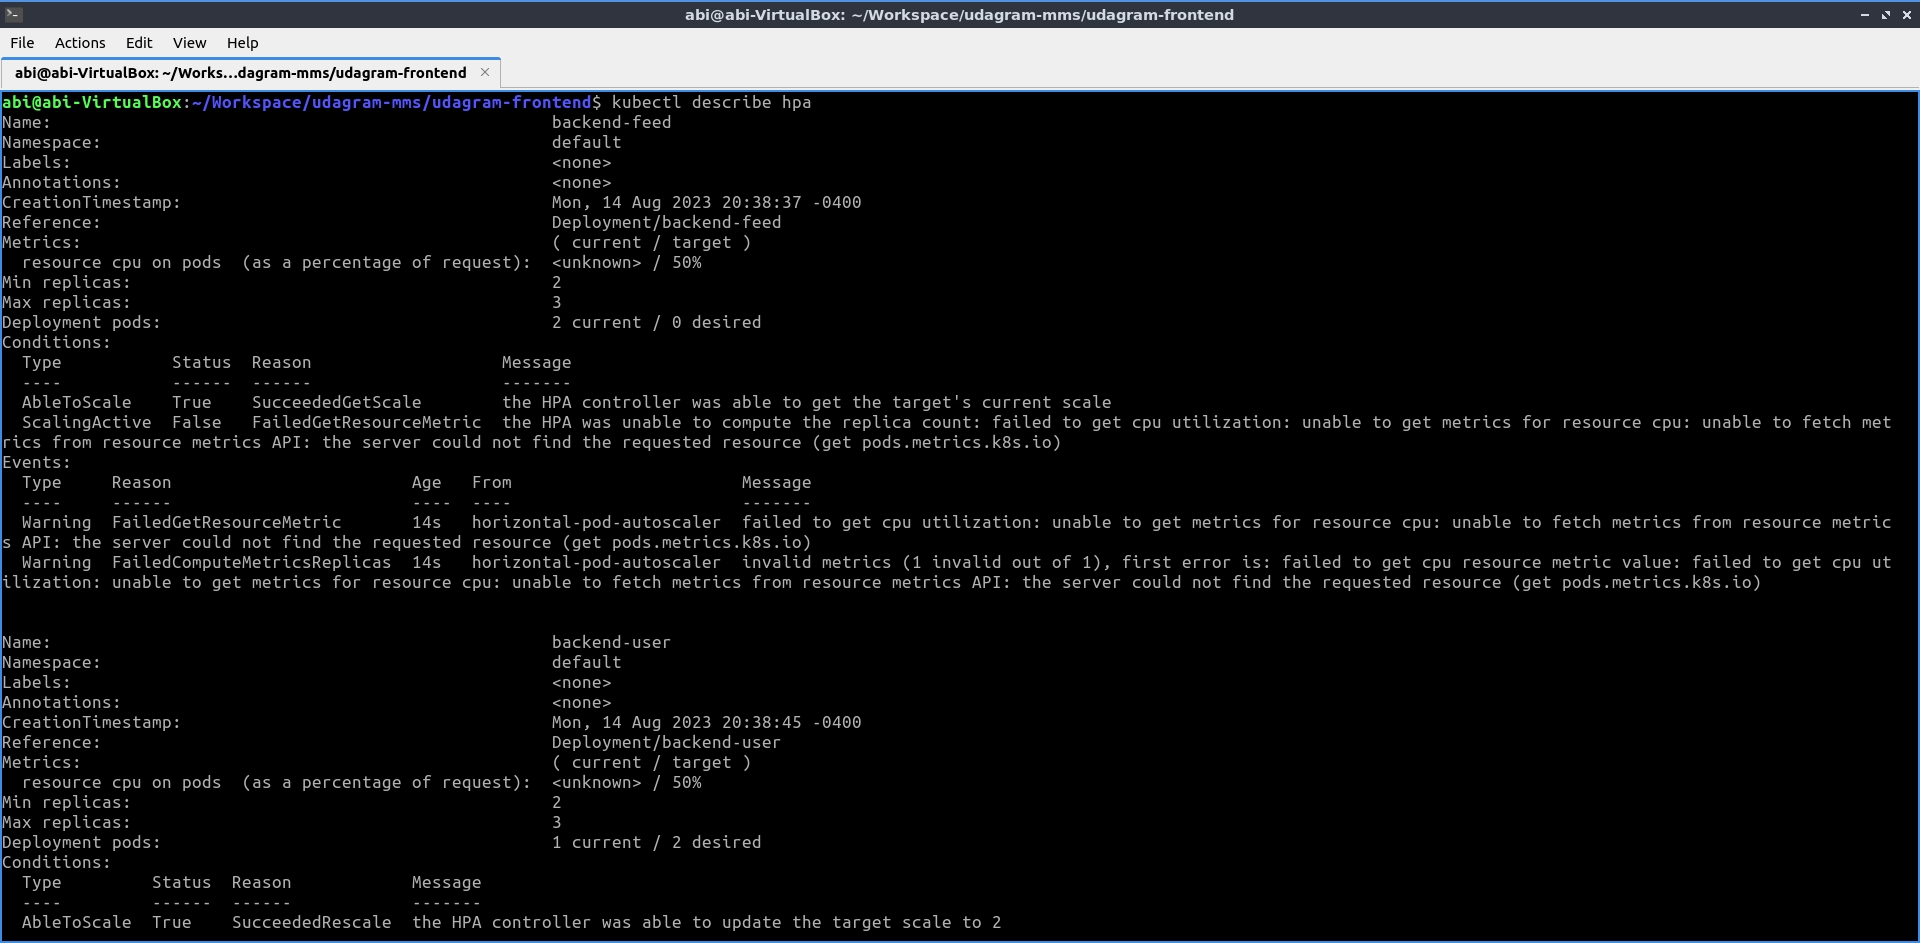 abi@abi-VirtualBox: ~/Workspace/udagram-mms/udagram-frontend
File Actions Edit View Help
abi@abi-VirtualBox: ~/Works...dagram-mms/udagram-frontend ×
abi@abi-VirtualBox:~/Workspace/udagram-mms/udagram-frontend$ kubectl describe hpa
Name: backend-feed
Namespace: default
Labels: <none>
Annotations: <none>
CreationTimestamp: Mon, 14 Aug 2023 20:38:37 -0400
Reference: Deployment/backend-feed
Metrics: ( current / target )
  resource cpu on pods  (as a percentage of request):  <unknown> / 50%
Min replicas: 2
Max replicas: 3
Deployment pods: 2 current / 0 desired
Conditions:
  Type           Status  Reason                   Message
  ----           ------  ------                   -------
  AbleToScale    True    SucceededGetScale        the HPA controller was able to get the target's current scale
  ScalingActive  False   FailedGetResourceMetric  the HPA was unable to compute the replica count: failed to get cpu utilization: unable to get metrics for resource cpu: unable to fetch met
rics from resource metrics API: the server could not find the requested resource (get pods.metrics.k8s.io)
Events:
  Type     Reason                        Age   From                       Message
  ----     ------                        ----  ----                       -------
  Warning  FailedGetResourceMetric       14s   horizontal-pod-autoscaler  failed to get cpu utilization: unable to get metrics for resource cpu: unable to fetch metrics from resource metric
s API: the server could not find the requested resource (get pods.metrics.k8s.io)
  Warning  FailedComputeMetricsReplicas  14s   horizontal-pod-autoscaler  invalid metrics (1 invalid out of 1), first error is: failed to get cpu resource metric value: failed to get cpu ut
ilization: unable to get metrics for resource cpu: unable to fetch metrics from resource metrics API: the server could not find the requested resource (get pods.metrics.k8s.io)
Name: backend-user
Namespace: default
Labels: <none>
Annotations: <none>
CreationTimestamp: Mon, 14 Aug 2023 20:38:45 -0400
Reference: Deployment/backend-user
Metrics: ( current / target )
  resource cpu on pods  (as a percentage of request):  <unknown> / 50%
Min replicas: 2
Max replicas: 3
Deployment pods: 1 current / 2 desired
Conditions:
  Type         Status  Reason            Message
  ----         ------  ------            -------
  AbleToScale  True    SucceededRescale  the HPA controller was able to update the target scale to 2